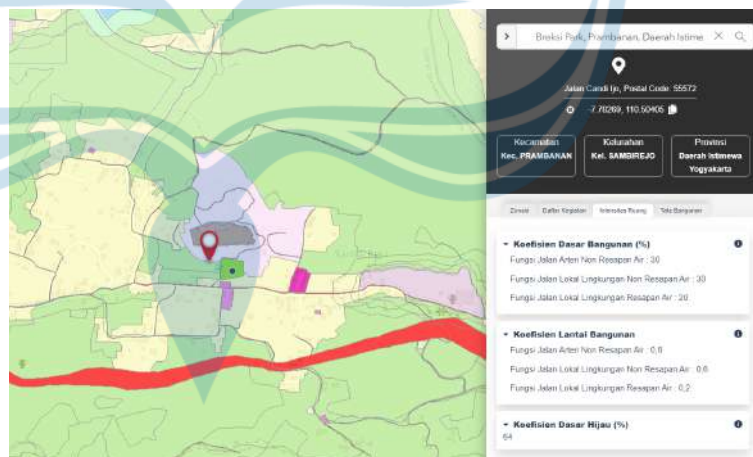 Breksi Park, Prambanan, Daerah Istime
Jalan Candi Ijo, Postal Code: 55572
-7.78269, 110.50405
Kecamatan
Kec. PRAMBANAN
Kelurahan
Kel. SAMBIREJO
Provinsi
Daerah Istimewa
Yogyakarta
Zonasi
Daftar Kegiatan
Intensitas Ruang
Tata Bangunan
Koefisien Dasar Bangunan (%)
Fungsi Jalan Arteri Non Resapan Air : 30
Fungsi Jalan Lokal Lingkungan Non Resapan Air : 30
Fungsi Jalan Lokal Lingkungan Resapan Air : 20
Koefisien Lantai Bangunan
Fungsi Jalan Arteri Non Resapan Air : 0,6
Fungsi Jalan Lokal Lingkungan Non Resapan Air : 0,6
Fungsi Jalan Lokal Lingkungan Resapan Air : 0,2
Koefisien Dasar Hijau (%)
64